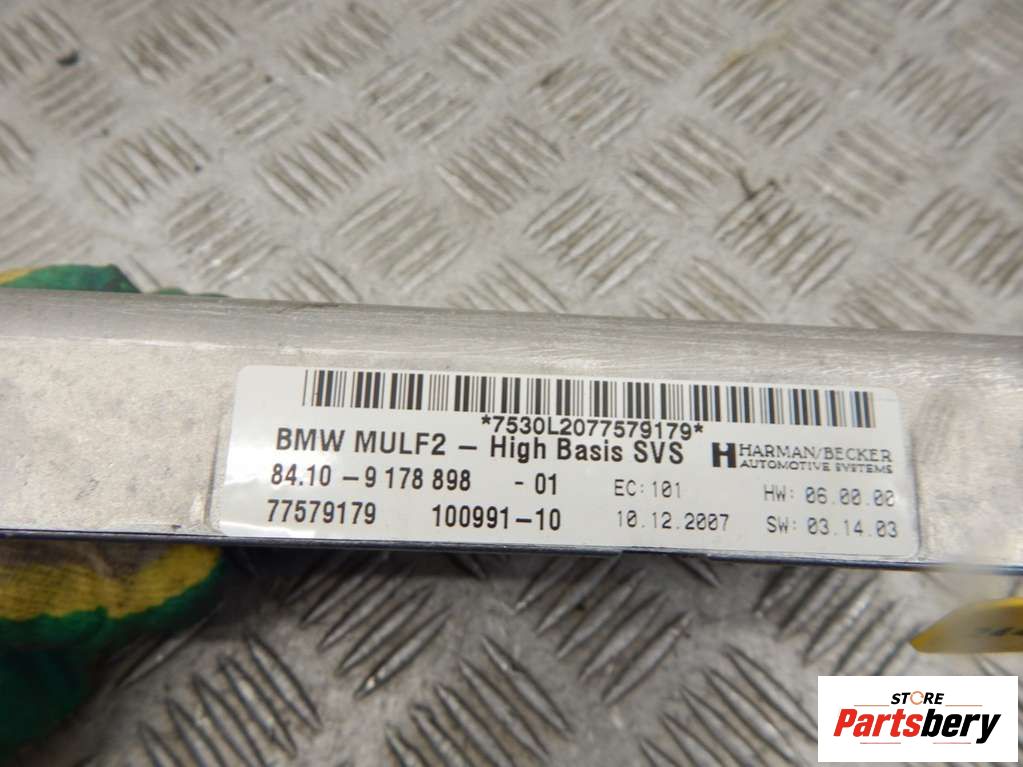 *7530L2077579179*
BMW MULF2 – High Basis SVS
HARMAN/BECKER
AUTOMOTIVE SYSTEMS
84.10 – 9 178 898 - 01 EC:101 HW: 06.00.00
77579179 100991-10 10.12.2007 SW: 03.14.03
STORE
Partsbery